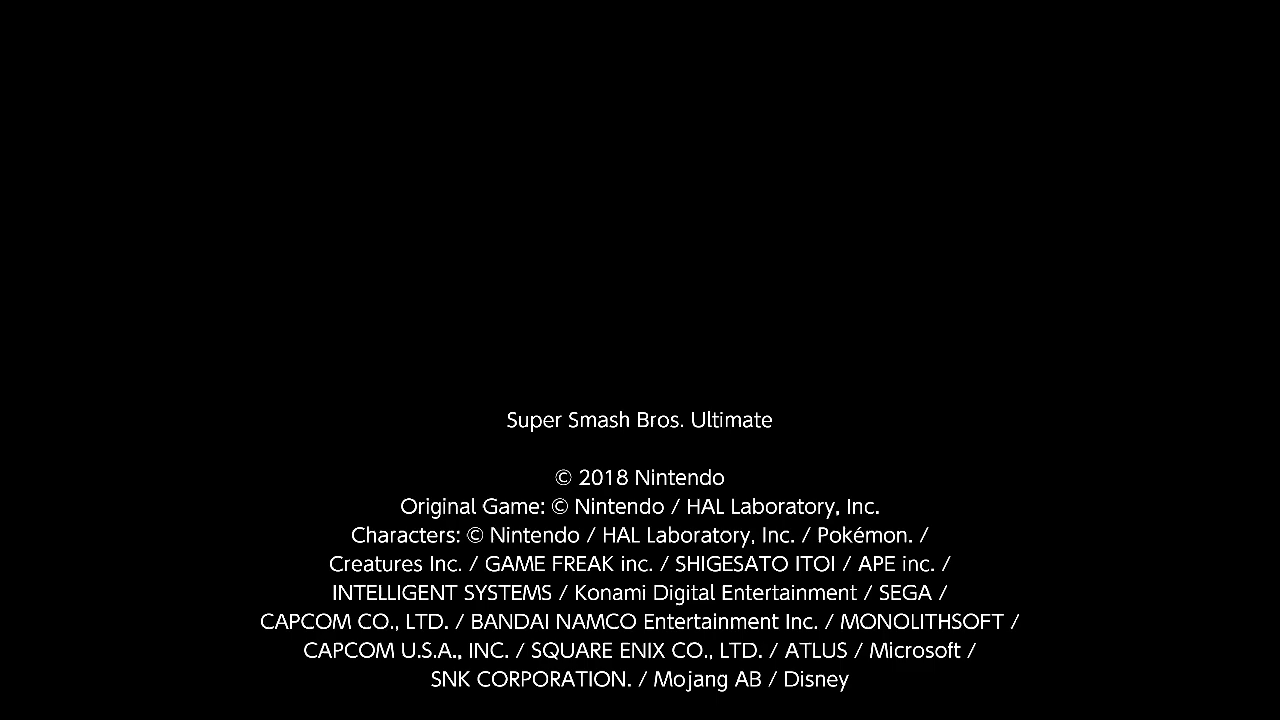 Super Smash Bros. Ultimate
© 2018 Nintendo
Original Game: © Nintendo / HAL Laboratory, Inc.
Characters: © Nintendo / HAL Laboratory, Inc. / Pokémon. /
Creatures Inc. / GAME FREAK inc. / SHIGESATO ITOI / APE inc. /
INTELLIGENT SYSTEMS / Konami Digital Entertainment / SEGA /
CAPCOM CO., LTD. / BANDAI NAMCO Entertainment Inc. / MONOLITHSOFT /
CAPCOM U.S.A., INC. / SQUARE ENIX CO., LTD. / ATLUS / Microsoft /
SNK CORPORATION. / Mojang AB / Disney